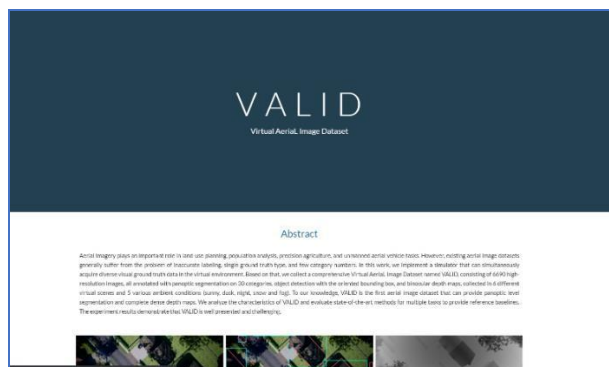 VALID
Virtual AeriaL Image Dataset
Abstract
Aerial imagery plays an important role in land use planning, population analysis, precision agriculture, and unmanned aerial vehicle tasks. However, existing aerial image datasets
generally suffer from the problem of inaccurate labeling, single ground truth type, and few category numbers. In this work, we implement a simulator that can simultaneously
acquire diverse visual ground truth data in the virtual environment. Based on that, we collect a comprehensive Virtual AeriaL Image Dataset named VALID, consisting of 6690 high-
resolution images, all annotated with panoptic segmentation on 30 categories, object detection with the oriented bounding box, and binocular depth maps, collected in 6 different
virtual scenes and 5 various ambient conditions (sunny, dusk, night, snow and fog). To our knowledge, VALID is the first aerial image dataset that can provide panoptic level
segmentation and complete dense depth maps. We analyze the characteristics of VALID and evaluate state-of-the-art methods for multiple tasks to provide reference baselines.
The experiment results demonstrate that VALID is well presented and challenging.